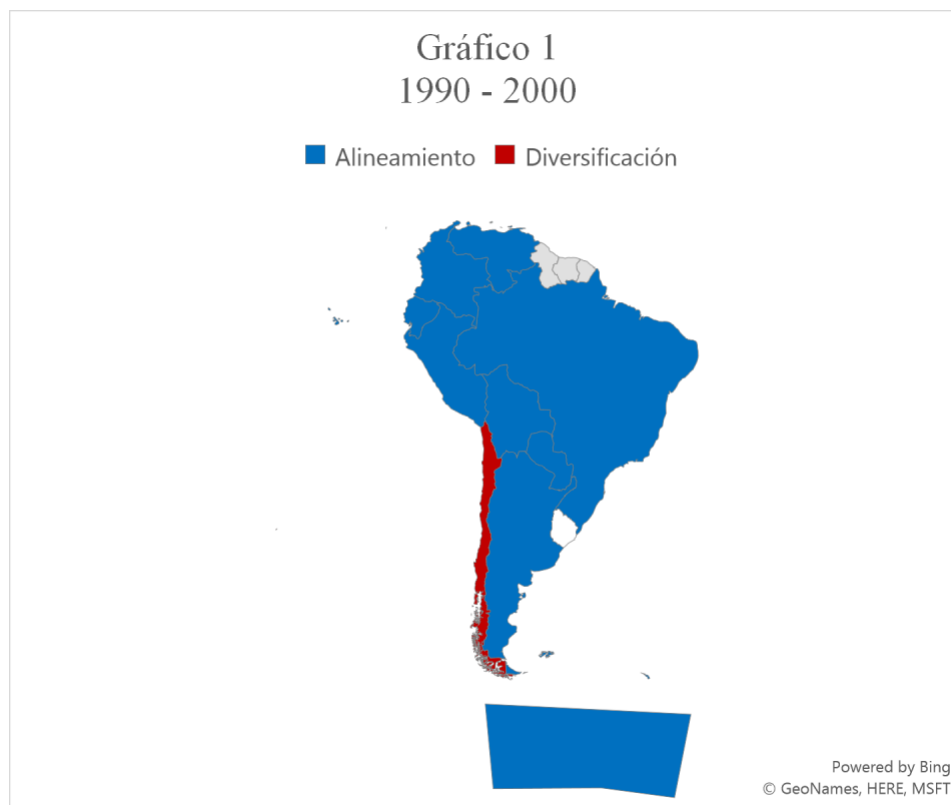 Gráfico 1
1990 - 2000
Alineamiento Diversificación
Powered by Bing
© GeoNames, HERE, MSFT